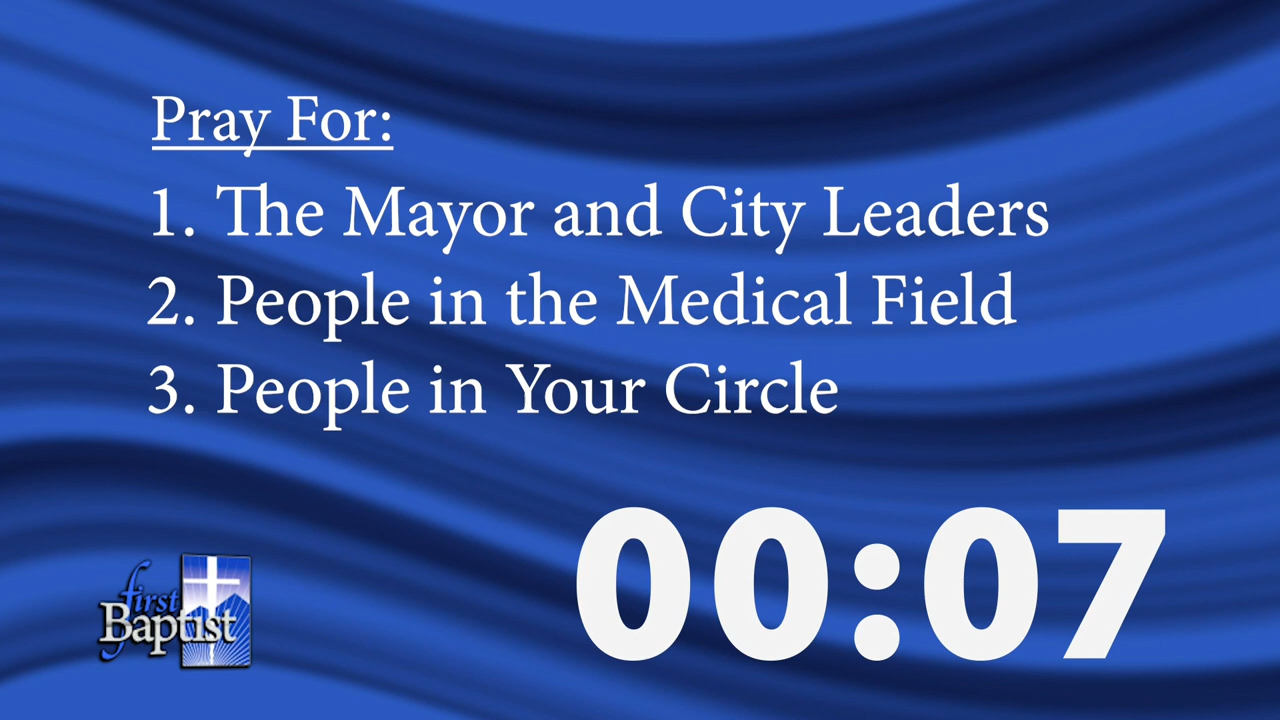 Pray For:
1. The Mayor and City Leaders
2. People in the Medical Field
3. People in Your Circle
00:07
first
Baptist